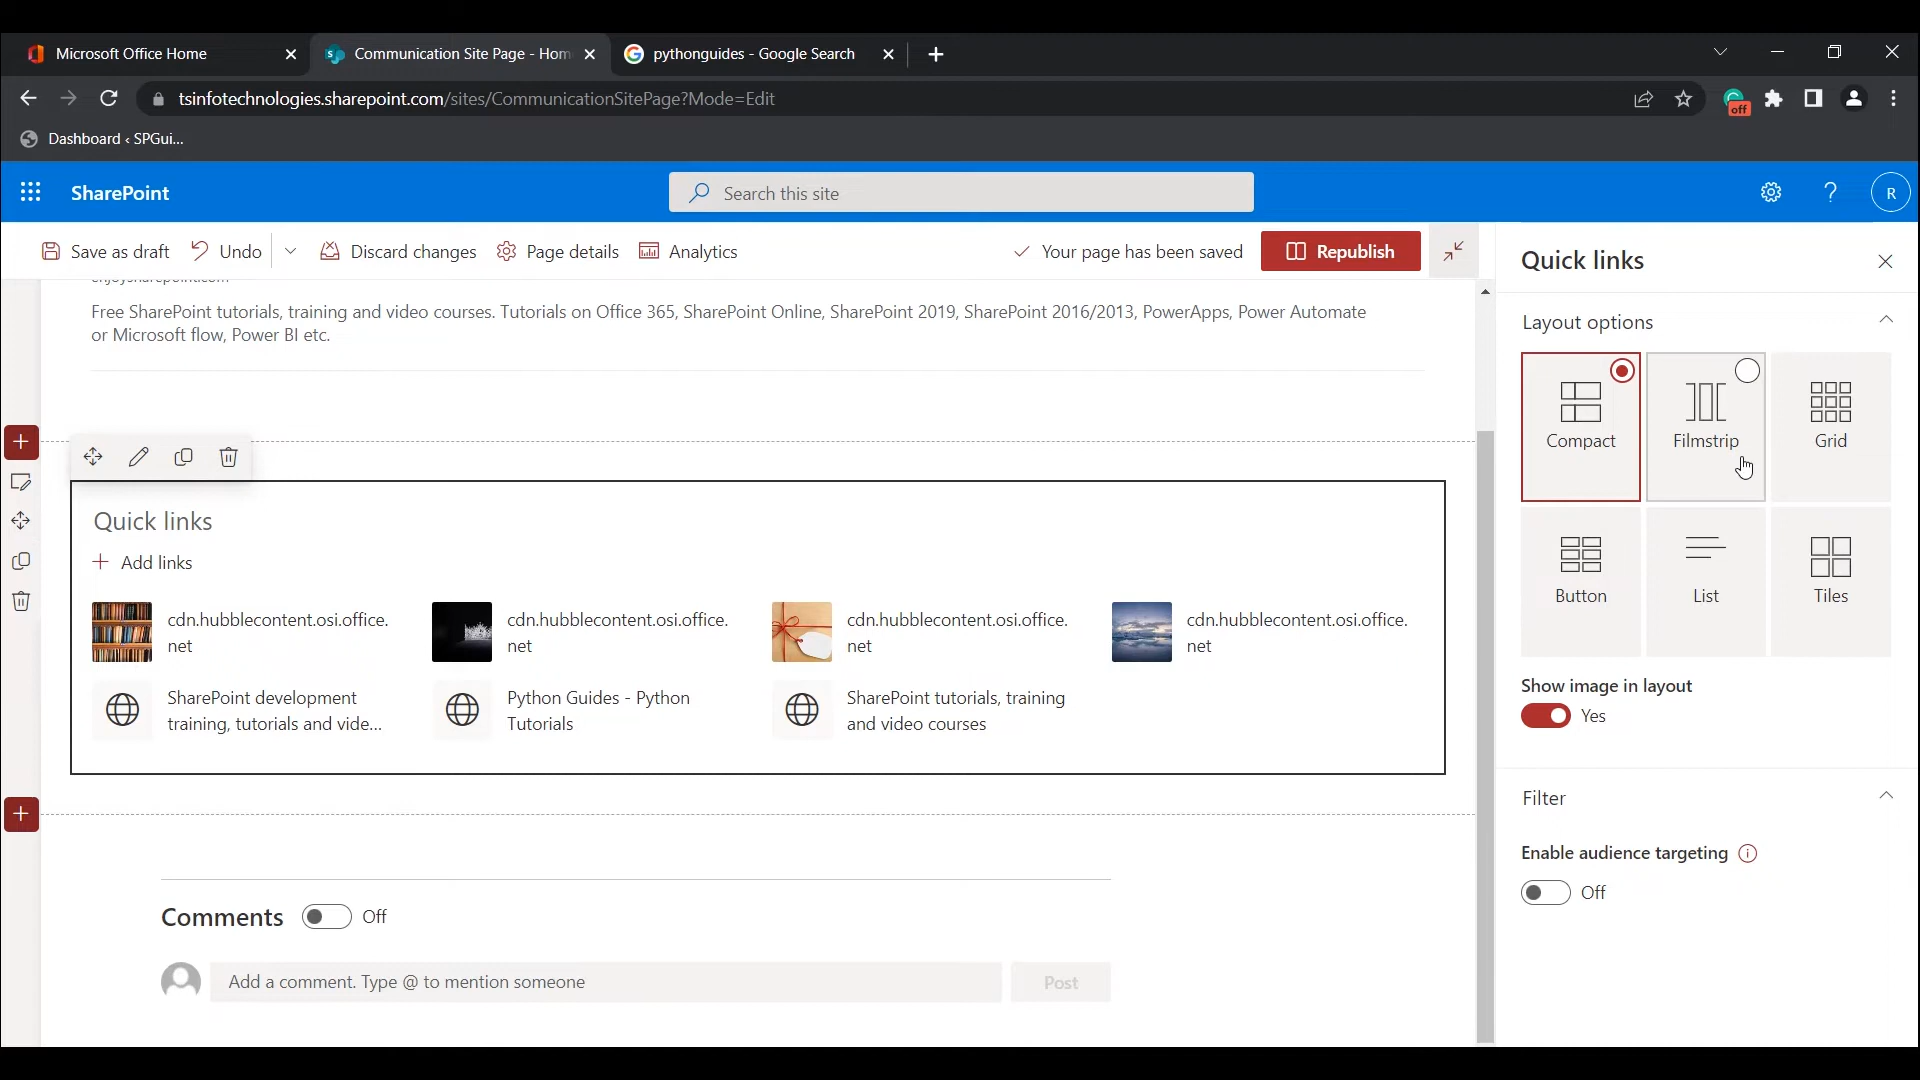 Microsoft Office Home
Communication Site Page - Hom
pythonguides - Google Search
tsinfotechnologies.sharepoint.com/sites/CommunicationSitePage?Mode=Edit
off
Dashboard ‹ SPGui...
SharePoint
Search this site
R
Save as draft
Undo
Discard changes
Page details
Analytics
Your page has been saved
Republish
Free SharePoint tutorials, training and video courses. Tutorials on Office 365, SharePoint Online, SharePoint 2019, SharePoint 2016/2013, PowerApps, Power Automate
or Microsoft flow, Power BI etc.
Quick links
Add links
cdn.hubblecontent.osi.office.
net
cdn.hubblecontent.osi.office.
net
cdn.hubblecontent.osi.office.
net
cdn.hubblecontent.osi.office.
net
SharePoint development
training, tutorials and vide...
Python Guides - Python
Tutorials
SharePoint tutorials, training
and video courses
Comments
Off
Add a comment. Type @ to mention someone
Post
Quick links
Layout options
Compact
Filmstrip
Grid
Button
List
Tiles
Show image in layout
Yes
Filter
Enable audience targeting
Off